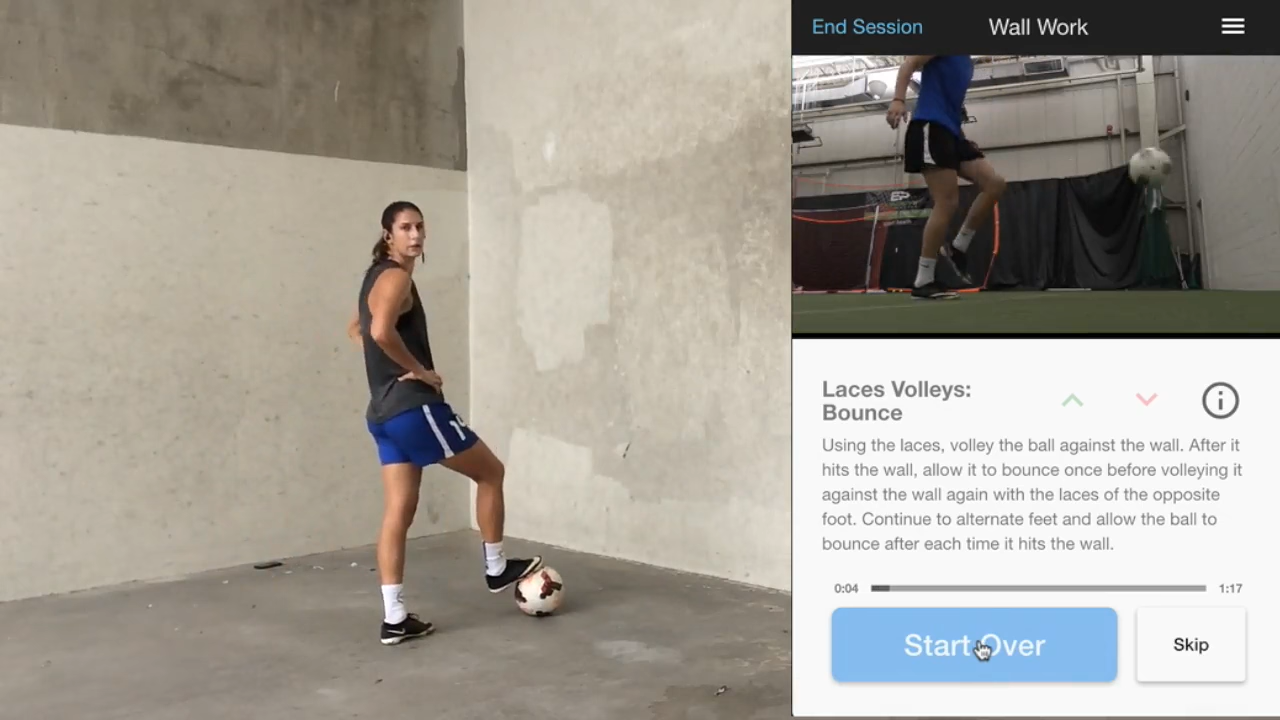 End Session
Wall Work
EP
Laces Volleys:
Bounce
Using the laces, volley the ball against the wall. After it
hits the wall, allow it to bounce once before volleying it
against the wall again with the laces of the opposite
foot. Continue to alternate feet and allow the ball to
bounce after each time it hits the wall.
0:04
1:17
Start Over
Skip